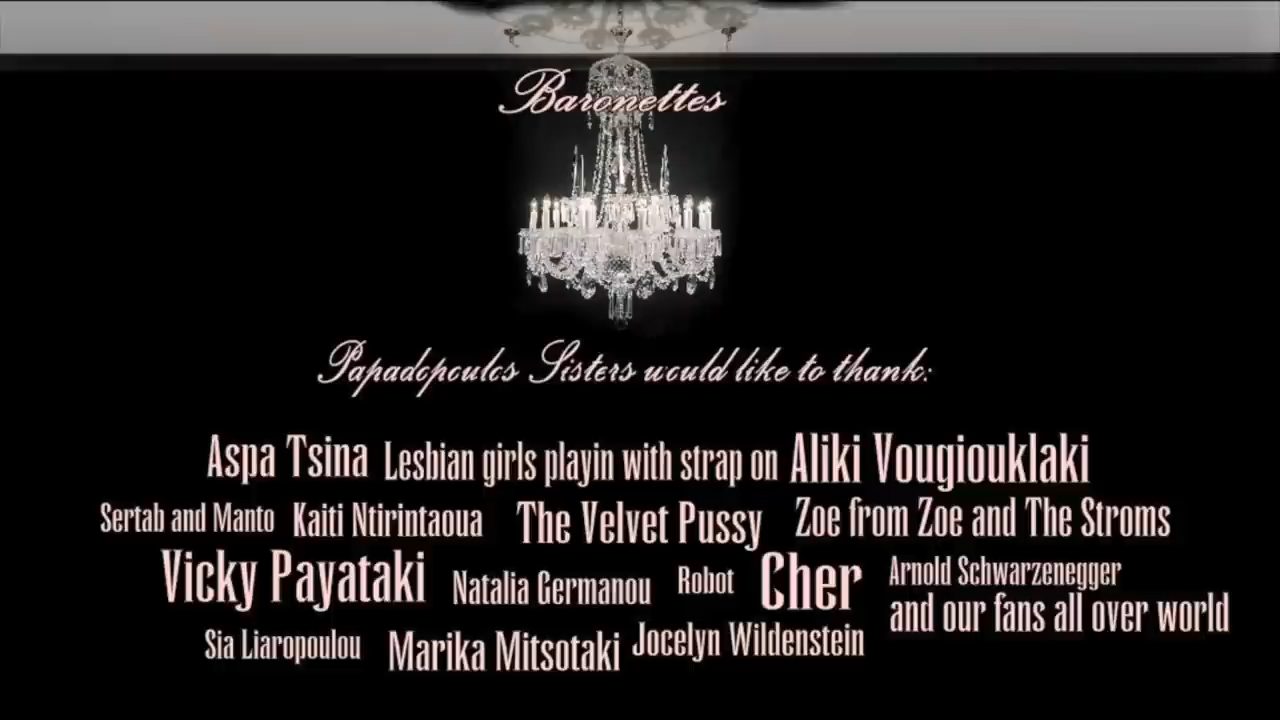 Baronettes
Papadopoulos Sisters would like to thank:
Aspa Tsina Lesbian girls playin with strap on Aliki Vougiouklaki
Sertab and Manto Kaiti Ntirintaoua The Velvet Pussy Zoe from Zoe and The Stroms
Vicky Payataki Natalia Germanou Robot Cher Arnold Schwarzenegger
and our fans all over world
Sia Liaropoulou Marika Mitsotaki Jocelyn Wildenstein